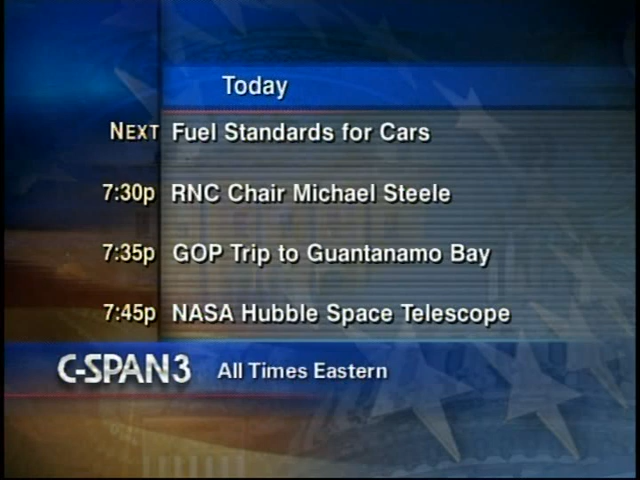 Today
NEXT Fuel Standards for Cars
7:30p RNC Chair Michael Steele
7:35p GOP Trip to Guantanamo Bay
7:45p NASA Hubble Space Telescope
C-SPAN3 All Times Eastern